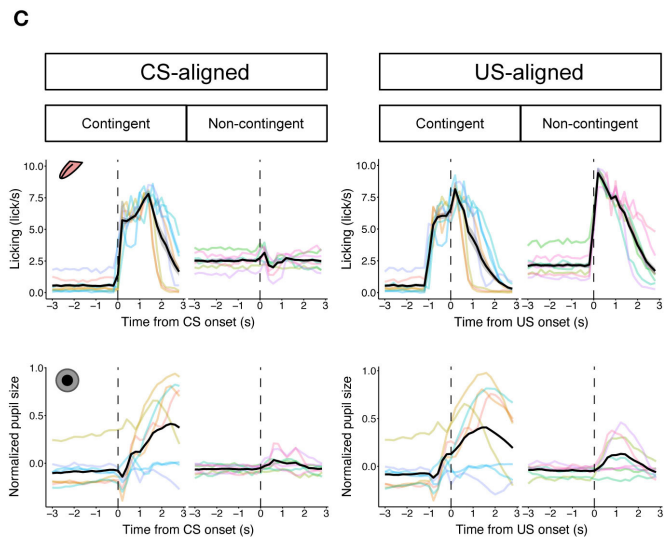 C
CS-aligned
US-aligned
Contingent
Non-contingent
Contingent
Non-contingent
Licking (lick/s)
10.0
7.5
5.0
2.5
0.0
−3 −2 −1 0 1 2 3
−3 −2 −1 0 1 2 3
Time from CS onset (s)
Licking (lick/s)
10.0
7.5
5.0
2.5
0.0
−3 −2 −1 0 1 2 3
−3 −2 −1 0 1 2 3
Time from US onset (s)
Normalized pupil size
1.0
0.5
0.0
−3 −2 −1 0 1 2 3
−3 −2 −1 0 1 2 3
Time from CS onset (s)
Normalized pupil size
1.0
0.5
0.0
−3 −2 −1 0 1 2 3
−3 −2 −1 0 1 2 3
Time from US onset (s)